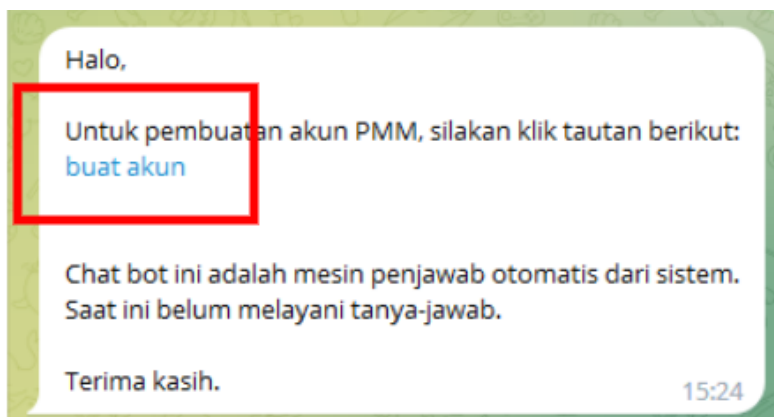 Halo,
Untuk pembuatan akun PMM, silakan klik tautan berikut:
buat akun
Chat bot ini adalah mesin penjawab otomatis dari sistem.
Saat ini belum melayani tanya-jawab.
Terima kasih.
15:24